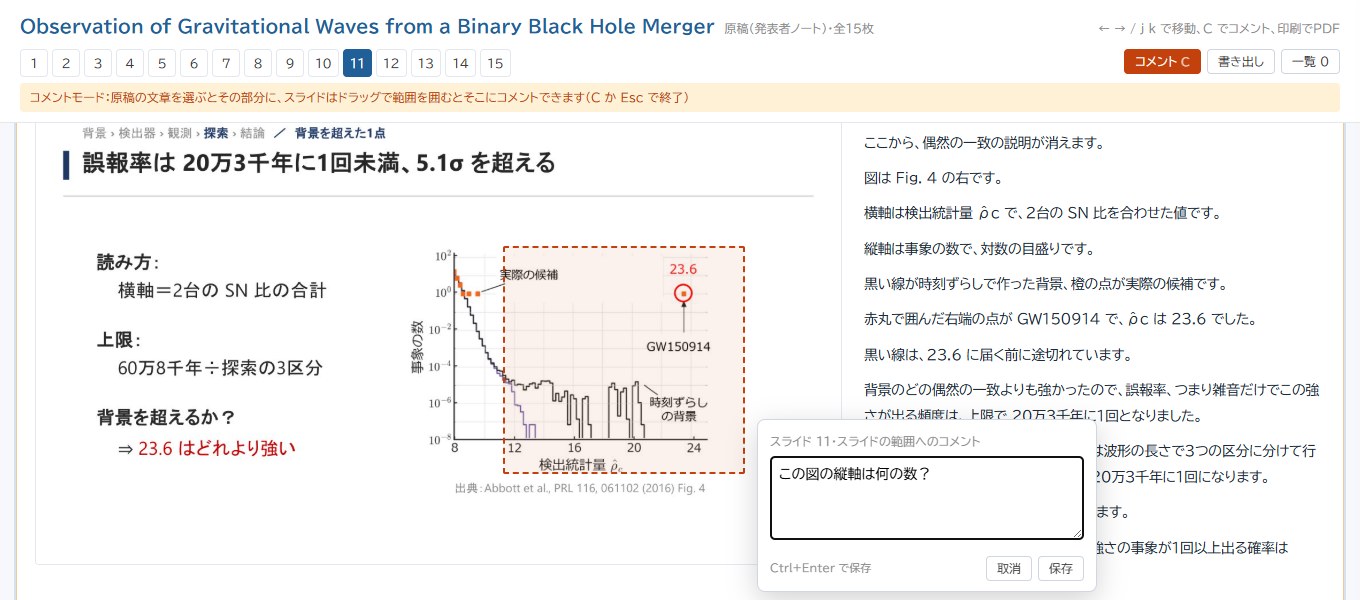 Observation of Gravitational Waves from a Binary Black Hole Merger 原稿(発表者ノート)・全15枚
← → / j k で移動、C でコメント、印刷でPDF
1 2 3 4 5 6 7 8 9 10 11 12 13 14 15
コメント C 書き出し 一覧 O
コメントモード：原稿の文章を選ぶとその部分に、スライドはドラッグで範囲を囲むとそこにコメントできます(C か Esc で終了)
背景 › 検出器 › 観測 › 探索 › 結論 ／ 背景を超えた1点
誤報率は 20万3千年に1回未満、5.1σ を超える
読み方：
横軸＝2台の SN 比の合計
上限：
60万8千年÷探索の3区分
背景を超えるか？
⇒ 23.6 はどれより強い
10² 10⁰ 10⁻² 10⁻⁴ 10⁻⁶ 10⁻⁸
事象の数
実際の候補
23.6
GW150914
時刻ずらし
の背景
8 12 16 20 24
検出統計量 ρ̂c
出典：Abbott et al., PRL 116, 061102 (2016) Fig. 4
ここから、偶然の一致の説明が消えます。
図は Fig. 4 の右です。
横軸は検出統計量 ρ̂c で、2台の SN 比を合わせた値です。
縦軸は事象の数で、対数の目盛りです。
黒い線が時刻ずらしで作った背景、橙の点が実際の候補です。
赤丸で囲んだ右端の点が GW150914 で、ρ̂c は 23.6 でした。
黒い線は、23.6 に届く前に途切れています。
背景のどの偶然の一致よりも強かったので、誤報率、つまり雑音だけでこの強
さが出る頻度は、上限で 20万3千年に1回となりました。
は波形の長さで3つの区分に分けて行
20万3千年に1回になります。
ます。
強さの事象が1回以上出る確率は
スライド 11・スライドの範囲へのコメント
この図の縦軸は何の数？
Ctrl+Enter で保存 取消 保存